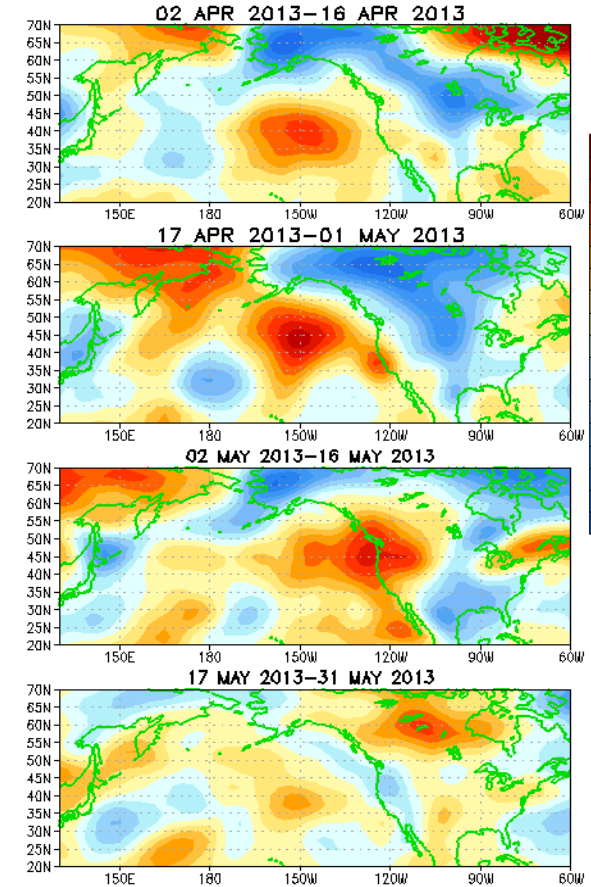 02 APR 2013-16 APR 2013
70N
65N
60N
55N
50N
45N
40N
35N
30N
25N
20N
150E 180 150W 120W 90W 60W
17 APR 2013-01 MAY 2013
70N
65N
60N
55N
50N
45N
40N
35N
30N
25N
20N
150E 180 150W 120W 90W 60W
02 MAY 2013-16 MAY 2013
70N
65N
60N
55N
50N
45N
40N
35N
30N
25N
20N
150E 180 150W 120W 90W 60W
17 MAY 2013-31 MAY 2013
70N
65N
60N
55N
50N
45N
40N
35N
30N
25N
20N
150E 180 150W 120W 90W 60W